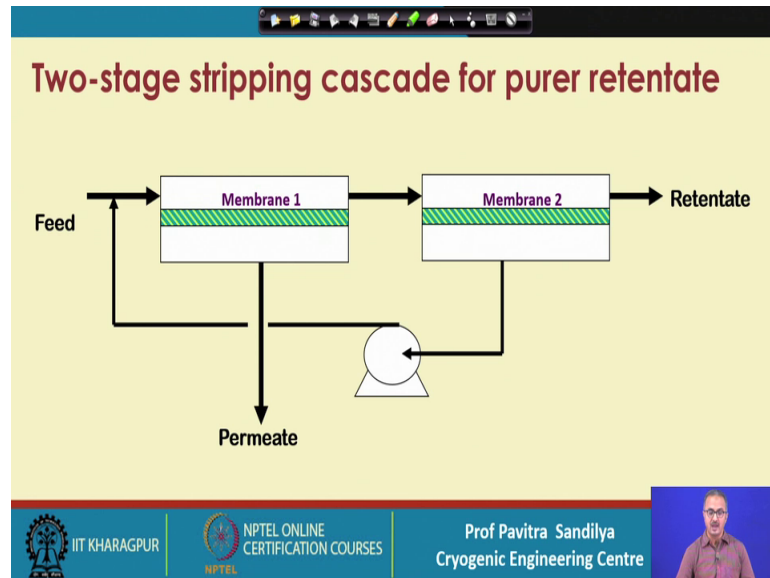 Two-stage stripping cascade for purer retentate
Membrane 1
Membrane 2
Retentate
Feed
Permeate
IIT KHARAGPUR
NPTEL
NPTEL ONLINE
CERTIFICATION COURSES
Prof Pavitra Sandilya
Cryogenic Engineering Centre